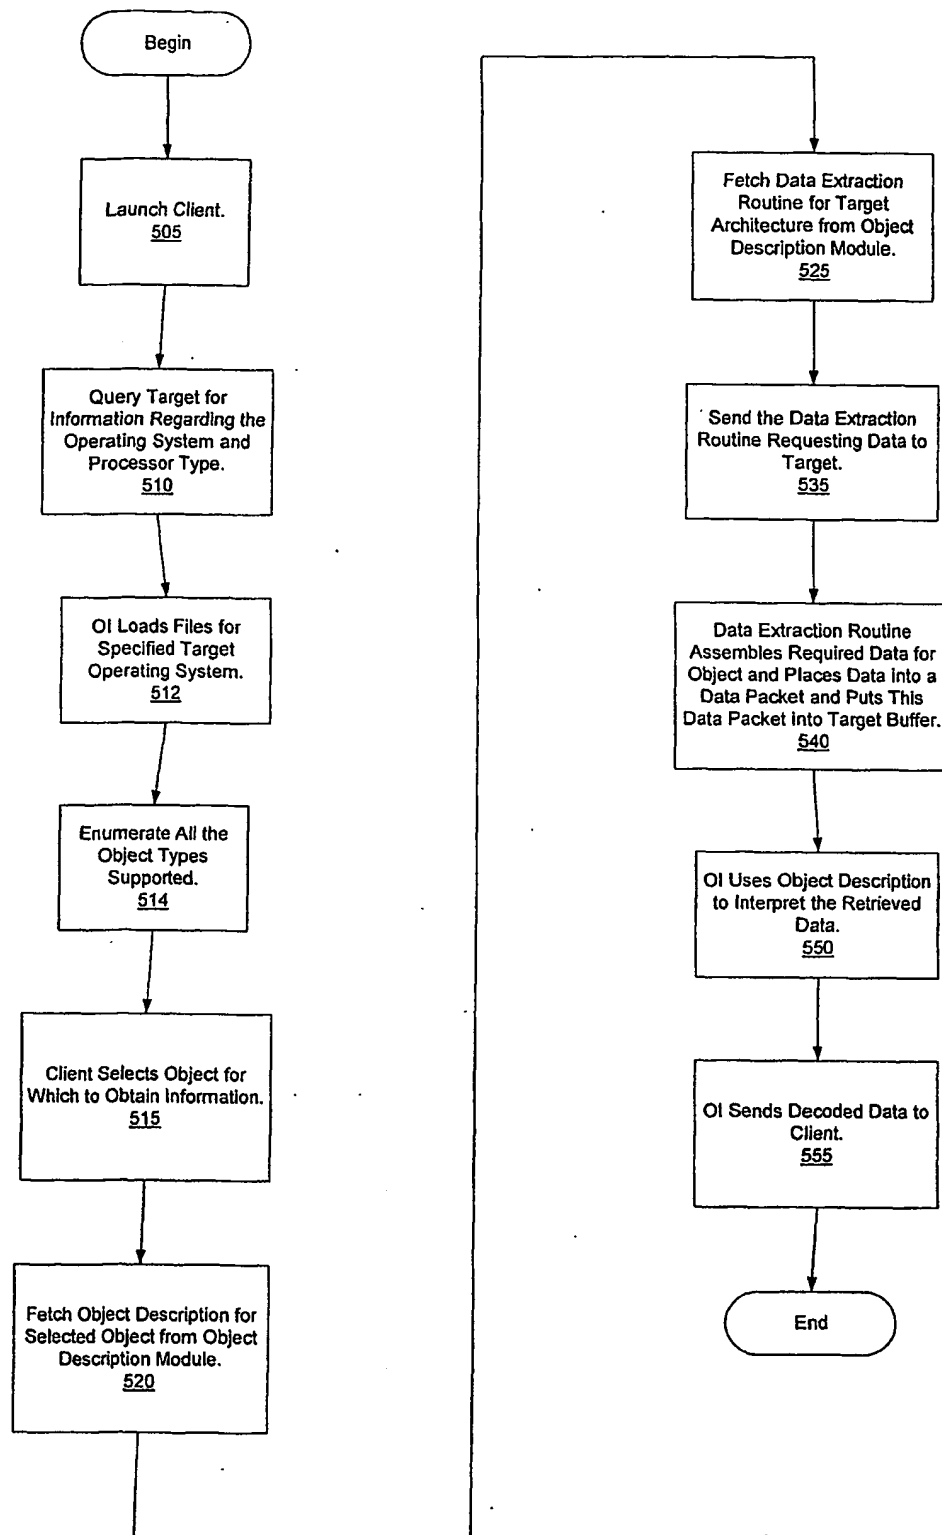 Begin
Launch Client.
505
Query Target for
Information Regarding the
Operating System and
Processor Type.
510
OI Loads Files for
Specified Target
Operating System.
512
Enumerate All the
Object Types
Supported.
514
Client Selects Object for
Which to Obtain Information.
515
Fetch Object Description for
Selected Object from Object
Description Module.
520
Fetch Data Extraction
Routine for Target
Architecture from Object
Description Module.
525
Send the Data Extraction
Routine Requesting Data to
Target.
535
Data Extraction Routine
Assembles Required Data for
Object and Places Data into a
Data Packet and Puts This
Data Packet into Target Buffer.
540
OI Uses Object Description
to Interpret the Retrieved
Data.
550
OI Sends Decoded Data to
Client.
555
End